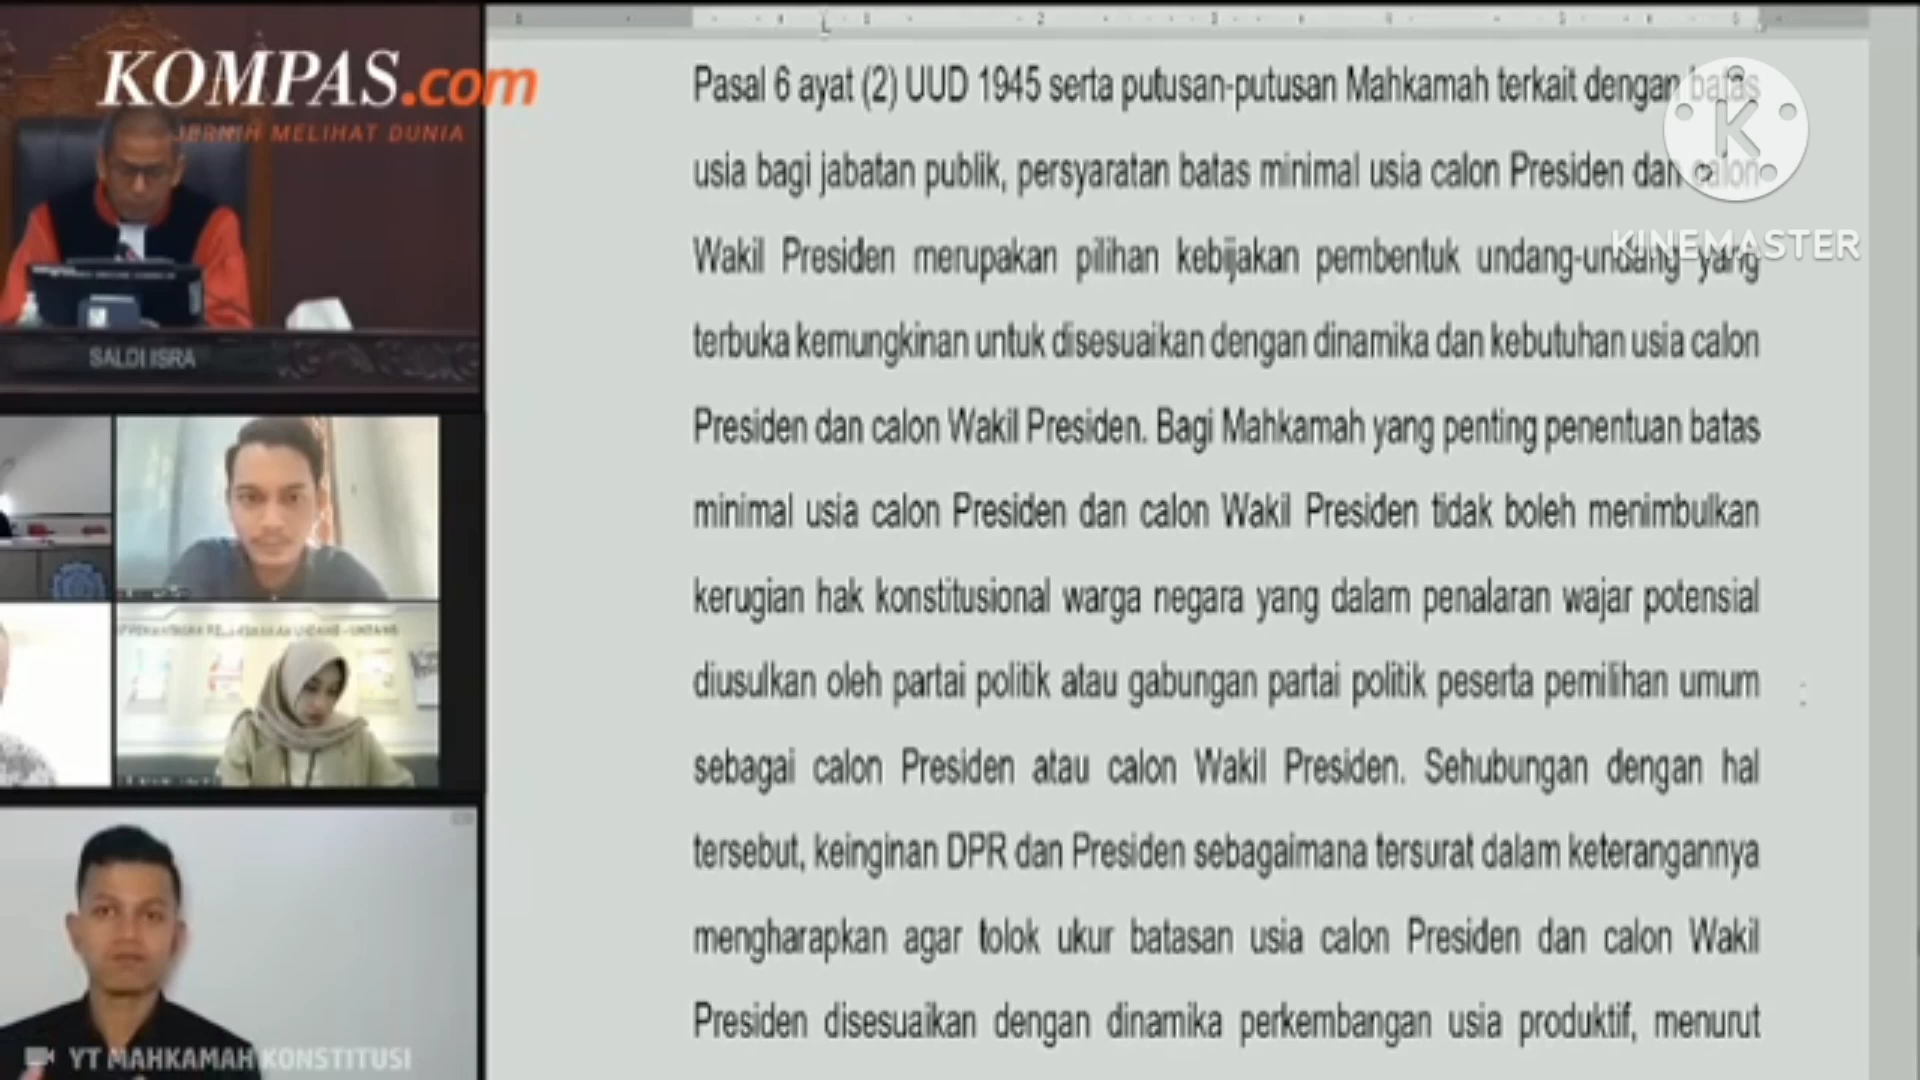 KOMPAS.com
JERNIH MELIHAT DUNIA
SALDI ISRA
YT MAHKAMAH KONSTITUSI
Pasal 6 ayat (2) UUD 1945 serta putusan-putusan Mahkamah terkait dengan batas
usia bagi jabatan publik, persyaratan batas minimal usia calon Presiden dan calon
Wakil Presiden merupakan pilihan kebijakan pembentuk undang-undang yang
terbuka kemungkinan untuk disesuaikan dengan dinamika dan kebutuhan usia calon
Presiden dan calon Wakil Presiden. Bagi Mahkamah yang penting penentuan batas
minimal usia calon Presiden dan calon Wakil Presiden tidak boleh menimbulkan
kerugian hak konstitusional warga negara yang dalam penalaran wajar potensial
diusulkan oleh partai politik atau gabungan partai politik peserta pemilihan umum
sebagai calon Presiden atau calon Wakil Presiden. Sehubungan dengan hal
tersebut, keinginan DPR dan Presiden sebagaimana tersurat dalam keterangannya
mengharapkan agar tolok ukur batasan usia calon Presiden dan calon Wakil
Presiden disesuaikan dengan dinamika perkembangan usia produktif, menurut
K
KINEMASTER